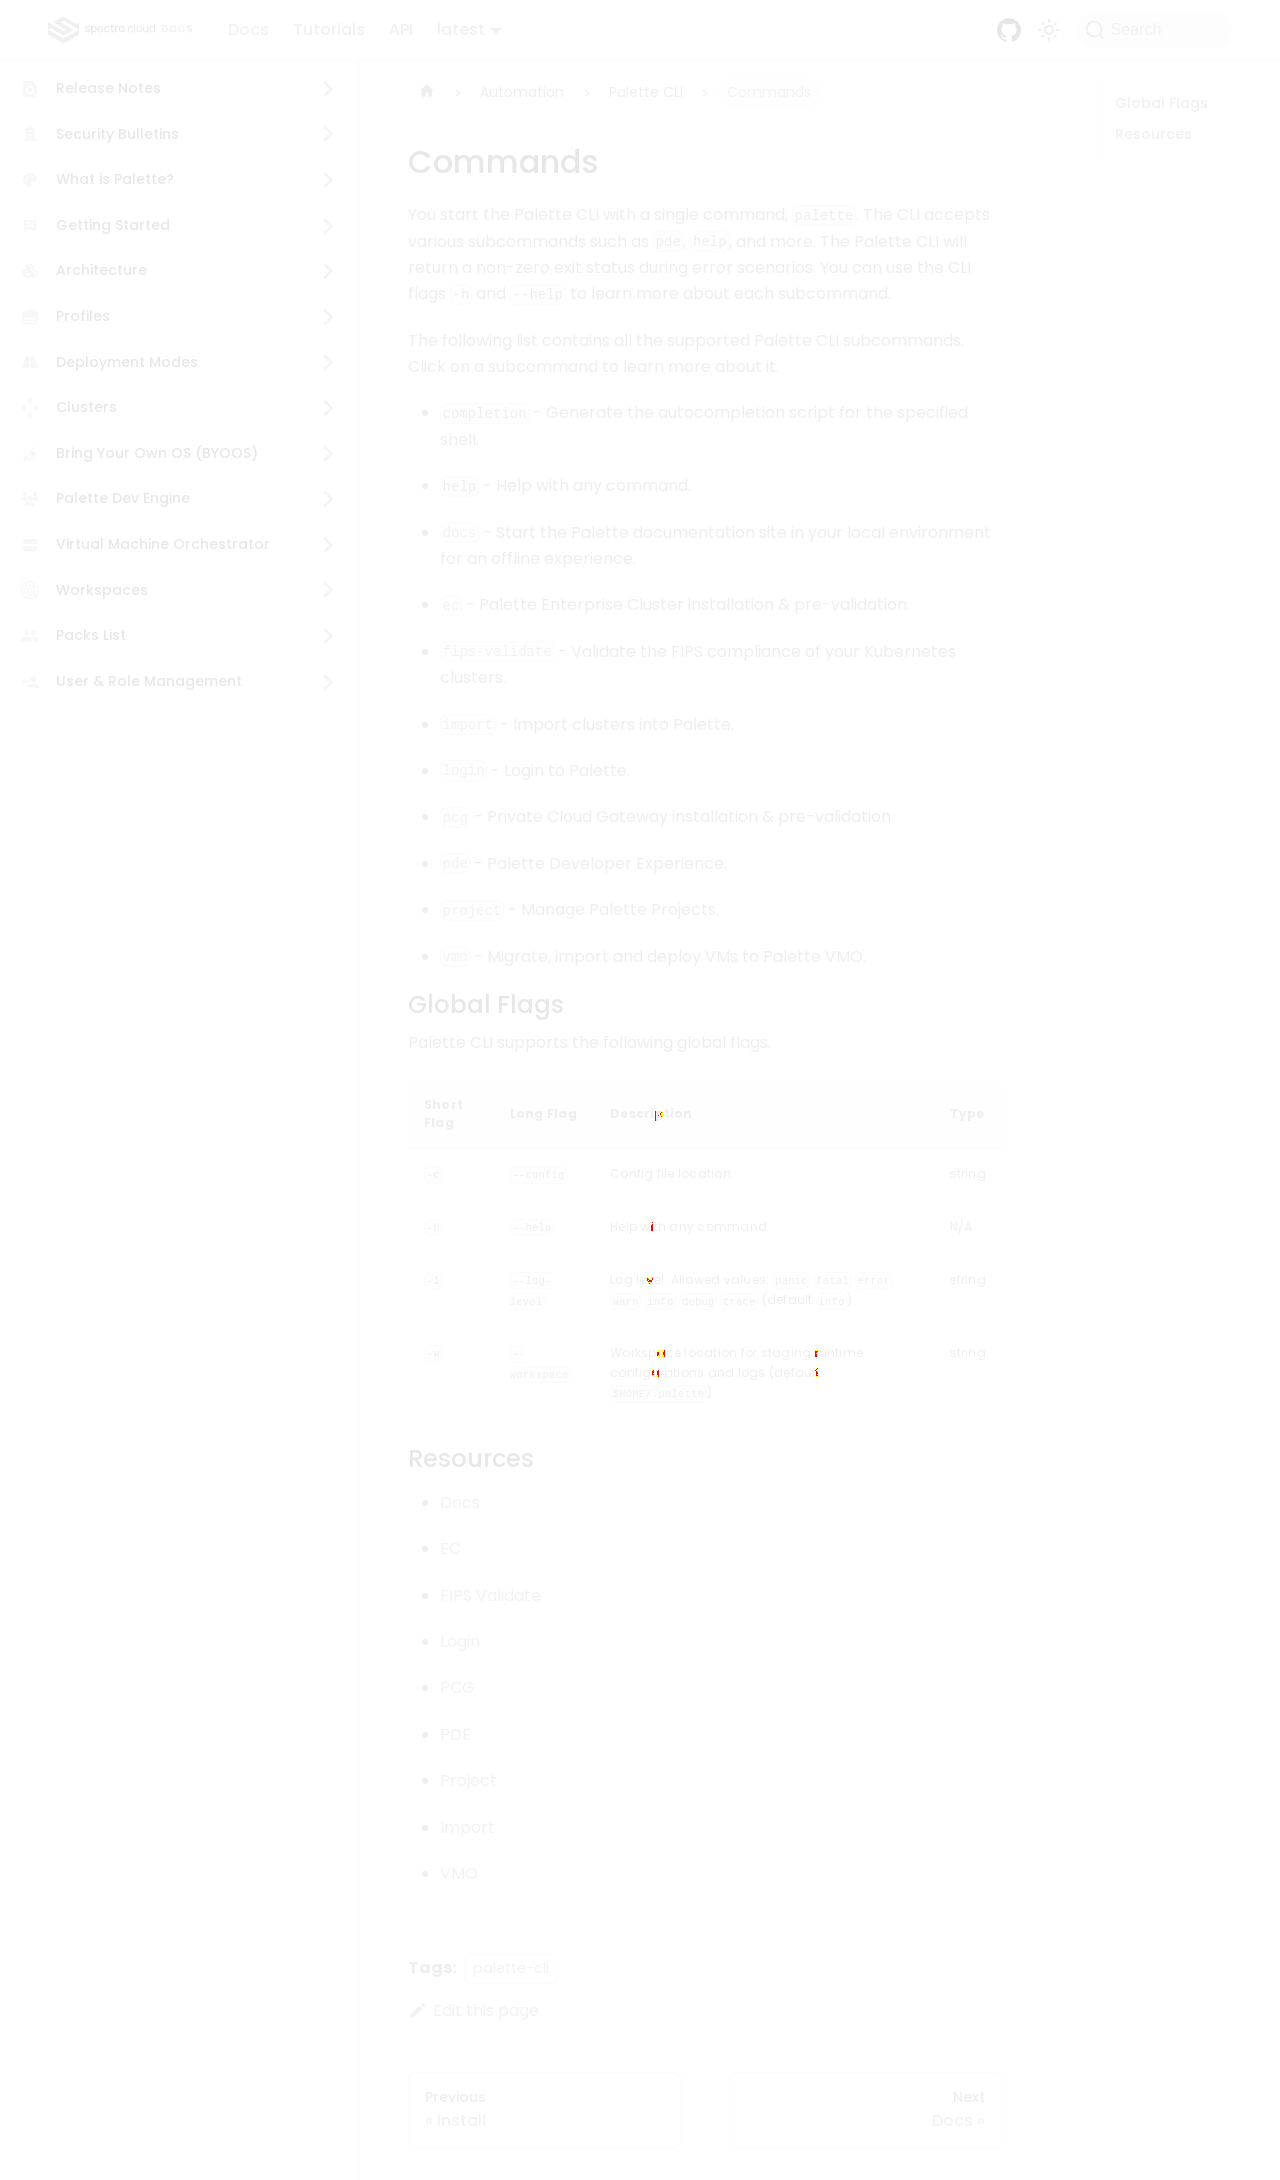 spectro cloud DOCS
Docs
Tutorials
API
latest
Search
Release Notes
Security Bulletins
What is Palette?
Getting Started
Architecture
Profiles
Deployment Modes
Clusters
Bring Your Own OS (BYOOS)
Palette Dev Engine
Virtual Machine Orchestrator
Workspaces
Packs List
User & Role Management
Automation › Palette CLI › Commands
Commands
You start the Palette CLI with a single command, palette. The CLI accepts
various subcommands such as pde, help, and more. The Palette CLI will
return a non-zero exit status during error scenarios. You can use the CLI
flags -h and --help to learn more about each subcommand.
The following list contains all the supported Palette CLI subcommands.
Click on a subcommand to learn more about it.
completion - Generate the autocompletion script for the specified
shell.
help - Help with any command.
docs - Start the Palette documentation site in your local environment
for an offline experience.
ec - Palette Enterprise Cluster installation & pre-validation.
fips-validate - Validate the FIPS compliance of your Kubernetes
clusters.
import - Import clusters into Palette.
login - Login to Palette.
pcg - Private Cloud Gateway installation & pre-validation.
pde - Palette Developer Experience.
project - Manage Palette Projects.
vmo - Migrate, import and deploy VMs to Palette VMO.
Global Flags
Palette CLI supports the following global flags.
Short Flag Long Flag Description Type
-c --config Config file location. string
-h --help Help with any command N/A
-l --log-level Log level. Allowed values: panic fatal error
warn info debug trace (default info)
string
-w --workspace Workspace location for staging runtime
configurations and logs (default
$HOME/.palette)
string
Resources
Docs
EC
FIPS Validate
Login
PCG
PDE
Project
Import
VMO
Tags: palette-cli
Edit this page
Previous
« Install
Next
Docs »
Global Flags
Resources